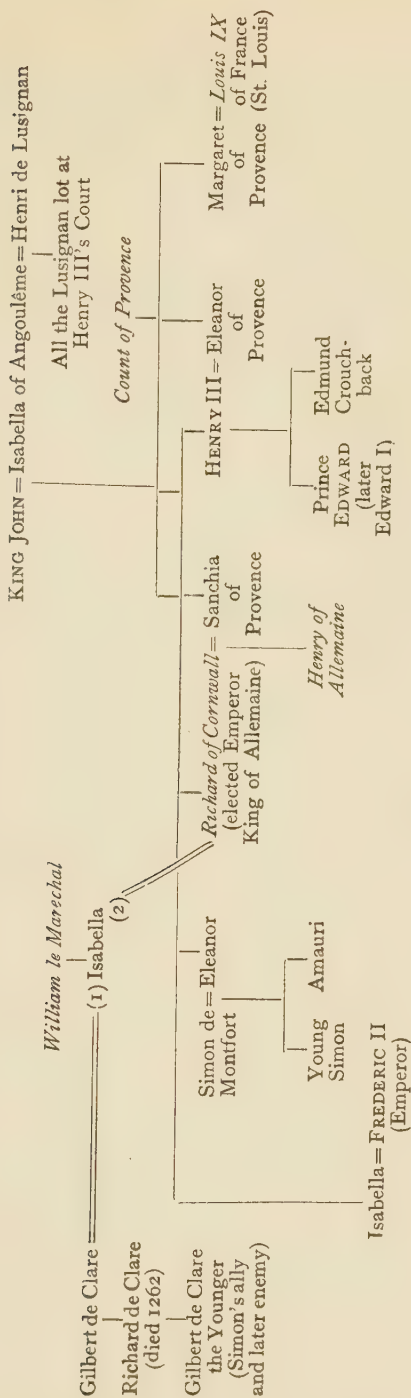 KING JOHN = Isabella of Angoulême = Henri de Lusignan
All the Lusignan lot at
Henry III's Court
Count of Provence
William le Marechal
Gilbert de Clare = (1) Isabella
(2)
Richard de Clare
(died 1262)
Gilbert de Clare
the Younger
(Simon's ally
and later enemy)
Simon de = Eleanor
Montfort
Richard of Cornwall = Sanchia
(elected Emperor of
King of Allemaine) Provence
HENRY III = Eleanor
of
Provence
Margaret = Louis IX
of of France
Provence (St. Louis)
Young Amauri
Simon
Henry of
Allemaine
Prince Edmund
EDWARD Crouch-
(later back
Edward I)
Isabella = FREDERIC II
(Emperor)